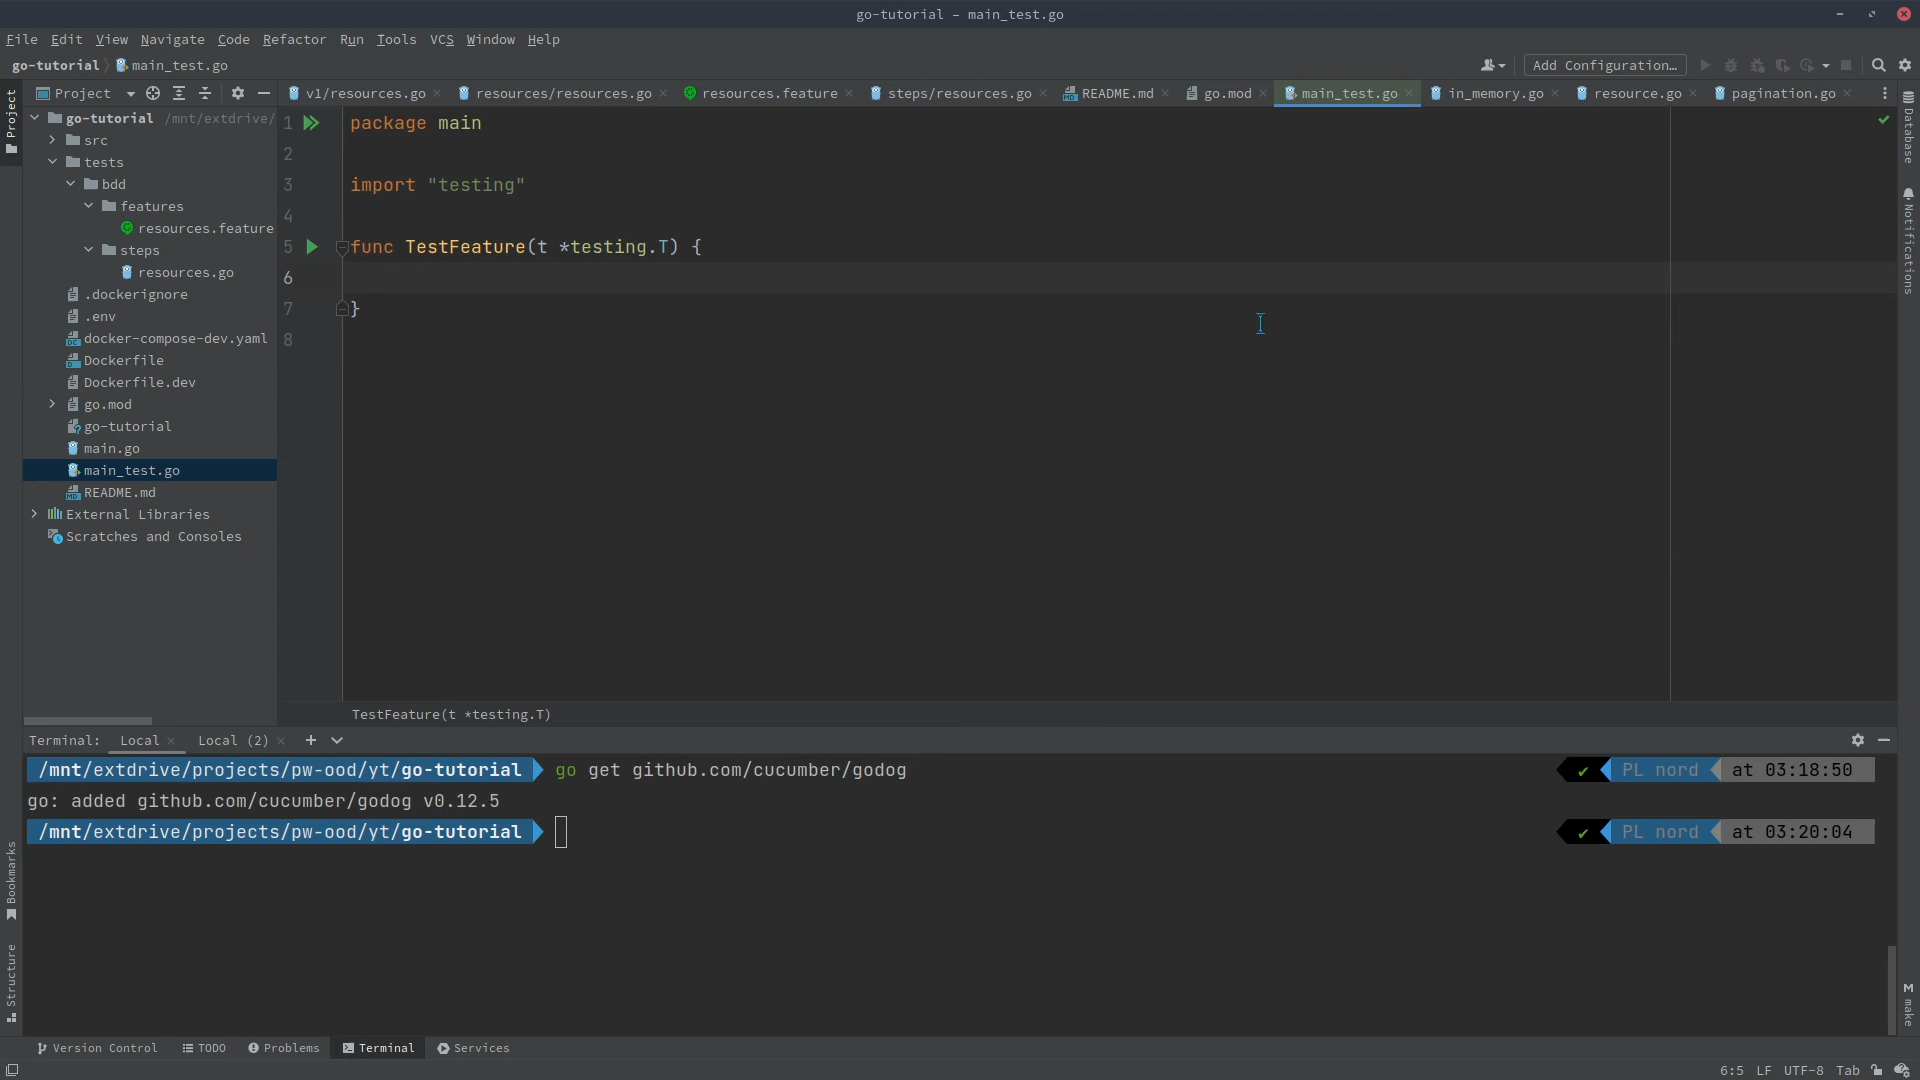 go-tutorial – main_test.go
File Edit View Navigate Code Refactor Run Tools VCS Window Help
go-tutorial main_test.go
Add Configuration...
Project
v1/resources.go resources/resources.go resources.feature steps/resources.go README.md go.mod main_test.go in_memory.go resource.go pagination.go
Project
go-tutorial /mnt/extdrive/
src
tests
bdd
features
resources.feature
steps
resources.go
.dockerignore
.env
docker-compose-dev.yaml
Dockerfile
Dockerfile.dev
go.mod
go-tutorial
main.go
main_test.go
README.md
External Libraries
Scratches and Consoles
1 package main
2
3 import "testing"
4
5 func TestFeature(t *testing.T) {
6
7 }
8
TestFeature(t *testing.T)
Database
Notifications
make
Bookmarks
Structure
Terminal: Local Local (2)
/mnt/extdrive/projects/pw-ood/yt/go-tutorial go get github.com/cucumber/godog ✔ PL nord at 03:18:50
go: added github.com/cucumber/godog v0.12.5
/mnt/extdrive/projects/pw-ood/yt/go-tutorial ✔ PL nord at 03:20:04
Version Control TODO Problems Terminal Services
6:5 LF UTF-8 Tab